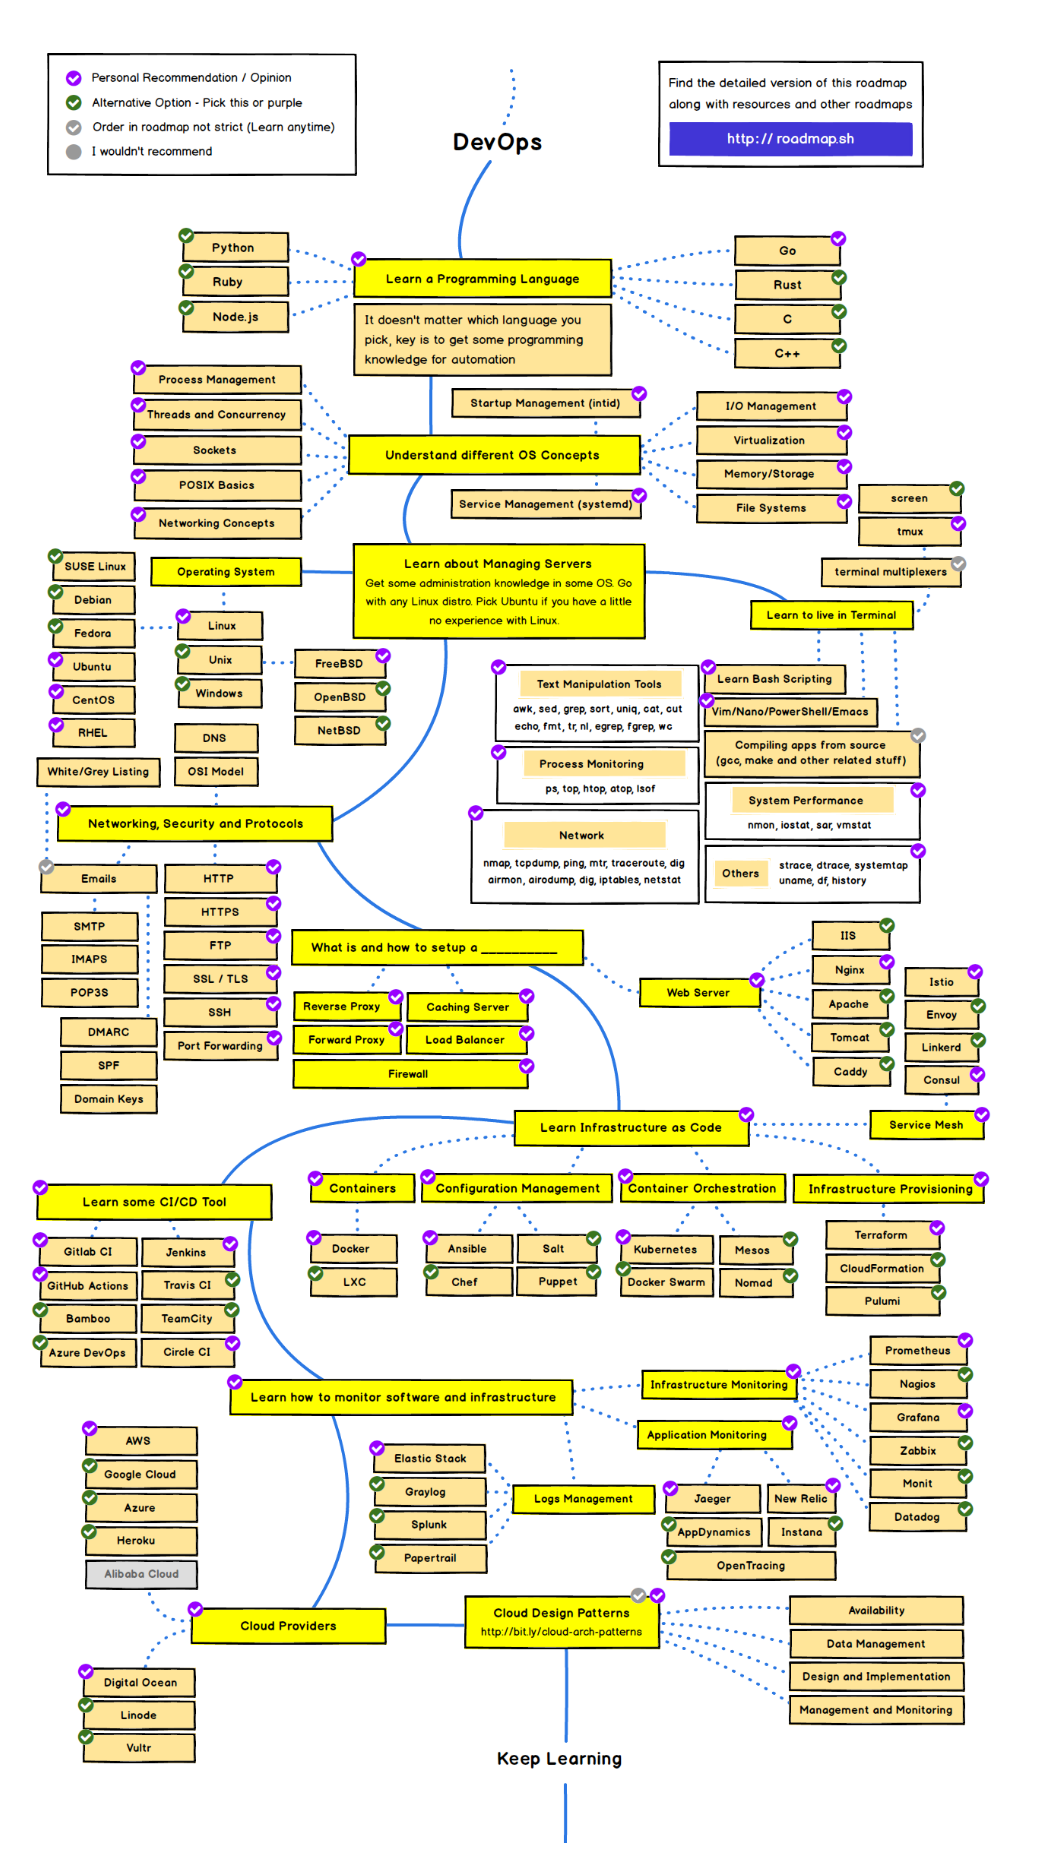 Personal Recommendation / Opinion
Alternative Option - Pick this or purple
Order in roadmap not strict (Learn anytime)
I wouldn't recommend
Find the detailed version of this roadmap
along with resources and other roadmaps
http:// roadmap.sh
DevOps
Python
Ruby
Node.js
Learn a Programming Language
It doesn't matter which language you
pick, key is to get some programming
knowledge for automation
Go
Rust
C
C++
Process Management
Threads and Concurrency
Sockets
POSIX Basics
Networking Concepts
Startup Management (intid)
Understand different OS Concepts
Service Management (systemd)
I/O Management
Virtualization
Memory/Storage
File Systems
screen
tmux
terminal multiplexers
Learn to live in Terminal
Learn about Managing Servers
Get some administration knowledge in some OS. Go
with any Linux distro. Pick Ubuntu if you have a little
no experience with Linux.
Operating System
SUSE Linux
Debian
Fedora
Ubuntu
CentOS
RHEL
Linux
Unix
Windows
FreeBSD
OpenBSD
NetBSD
Text Manipulation Tools
awk, sed, grep, sort, uniq, cat, cut
echo, fmt, tr, nl, egrep, fgrep, wc
Process Monitoring
ps, top, htop, atop, lsof
Network
nmap, tcpdump, ping, mtr, traceroute, dig
airmon, airodump, dig, iptables, netstat
Learn Bash Scripting
Vim/Nano/PowerShell/Emacs
Compiling apps from source
(gcc, make and other related stuff)
System Performance
nmon, iostat, sar, vmstat
Others
strace, dtrace, systemtap
uname, df, history
DNS
OSI Model
White/Grey Listing
Networking, Security and Protocols
Emails
SMTP
IMAPS
POP3S
DMARC
SPF
Domain Keys
HTTP
HTTPS
FTP
SSL / TLS
SSH
Port Forwarding
What is and how to setup a __________
Reverse Proxy
Caching Server
Forward Proxy
Load Balancer
Firewall
Web Server
IIS
Nginx
Apache
Tomcat
Caddy
Istio
Envoy
Linkerd
Consul
Service Mesh
Learn Infrastructure as Code
Containers
Docker
LXC
Configuration Management
Ansible
Salt
Chef
Puppet
Container Orchestration
Kubernetes
Mesos
Docker Swarm
Nomad
Infrastructure Provisioning
Terraform
CloudFormation
Pulumi
Learn some CI/CD Tool
Gitlab CI
Jenkins
GitHub Actions
Travis CI
Bamboo
TeamCity
Azure DevOps
Circle CI
Learn how to monitor software and infrastructure
Infrastructure Monitoring
Prometheus
Nagios
Grafana
Zabbix
Monit
Datadog
Application Monitoring
Jaeger
New Relic
AppDynamics
Instana
OpenTracing
Logs Management
Elastic Stack
Graylog
Splunk
Papertrail
AWS
Google Cloud
Azure
Heroku
Alibaba Cloud
Cloud Providers
Digital Ocean
Linode
Vultr
Cloud Design Patterns
http://bit.ly/cloud-arch-patterns
Availability
Data Management
Design and Implementation
Management and Monitoring
Keep Learning